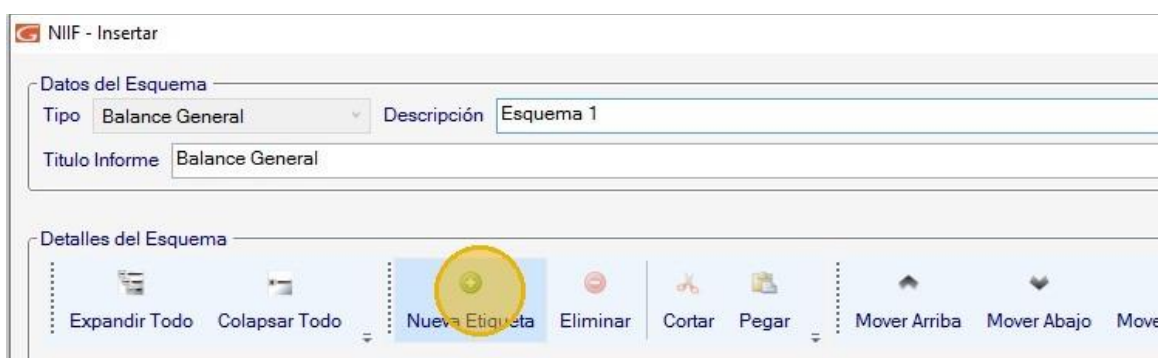 NIIF - Insertar
Datos del Esquema
Tipo Balance General Descripción Esquema 1
Titulo Informe Balance General
Detalles del Esquema
Expandir Todo Colapsar Todo Nueva Etiqueta Eliminar Cortar Pegar Mover Arriba Mover Abajo Move